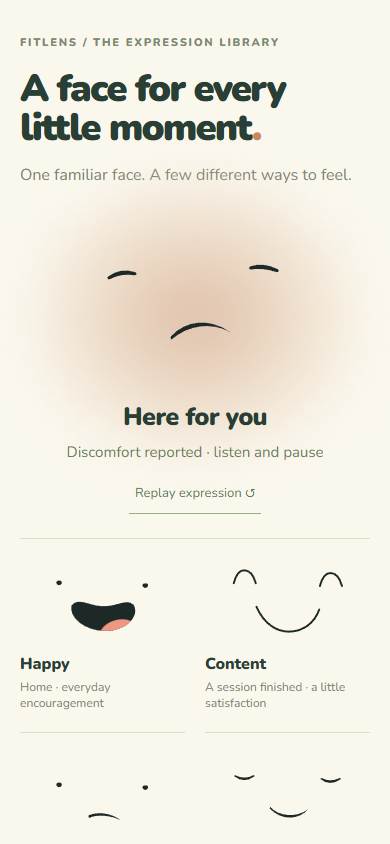 FITLENS / THE EXPRESSION LIBRARY
A face for every
little moment.
One familiar face. A few different ways to feel.
Here for you
Discomfort reported · listen and pause
Replay expression ↺
Happy
Home · everyday
encouragement
Content
A session finished · a little
satisfaction